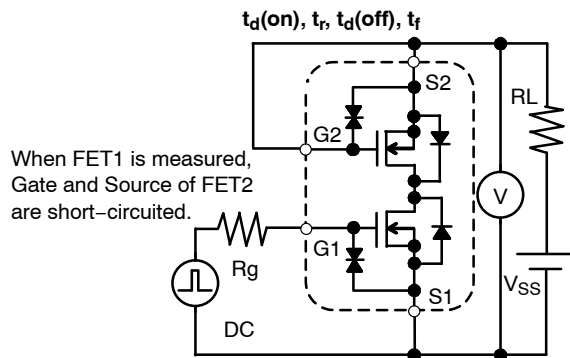 td(on), tr, td(off), tf
S2
RL
G2
When FET1 is measured,
Gate and Source of FET2
are short−circuited.
V
G1
Rg
S1
VSS
DC